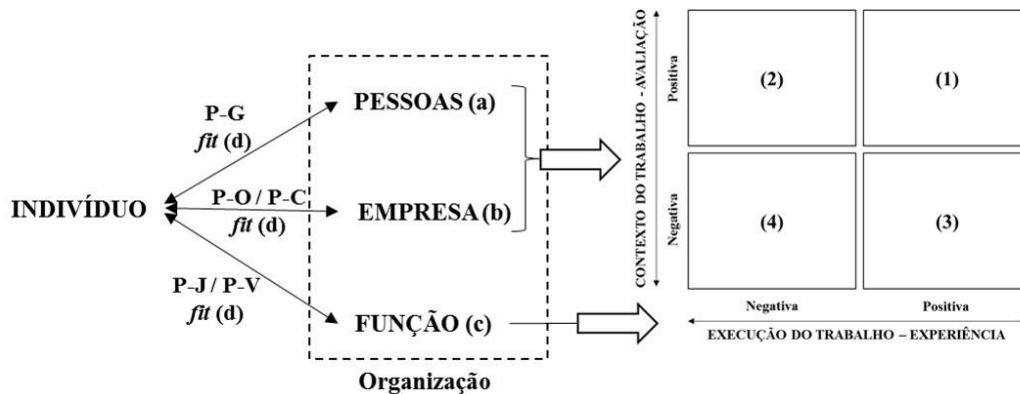 P-G
fit (d)
INDIVÍDUO
P-O / P-C
fit (d)
P-J / P-V
fit (d)
PESSOAS (a)
EMPRESA (b)
FUNÇÃO (c)
Organização
CONTEXTO DO TRABALHO - AVALIAÇÃO
Positiva
Negativa
(2)
(1)
(4)
(3)
Negativa
Positiva
EXECUÇÃO DO TRABALHO – EXPERIÊNCIA